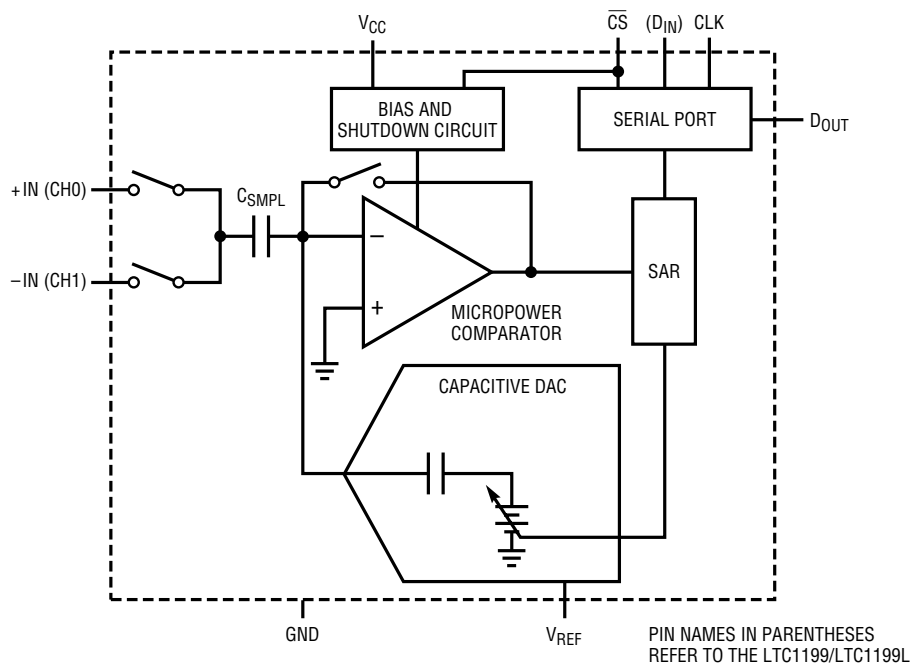 V_CC
C̅S̅
(D_IN)
CLK
BIAS AND
SHUTDOWN CIRCUIT
SERIAL PORT
D_OUT
+IN (CH0)
C_SMPL
−
SAR
−IN (CH1)
+
MICROPOWER
COMPARATOR
CAPACITIVE DAC
GND
V_REF
PIN NAMES IN PARENTHESES
REFER TO THE LTC1199/LTC1199L